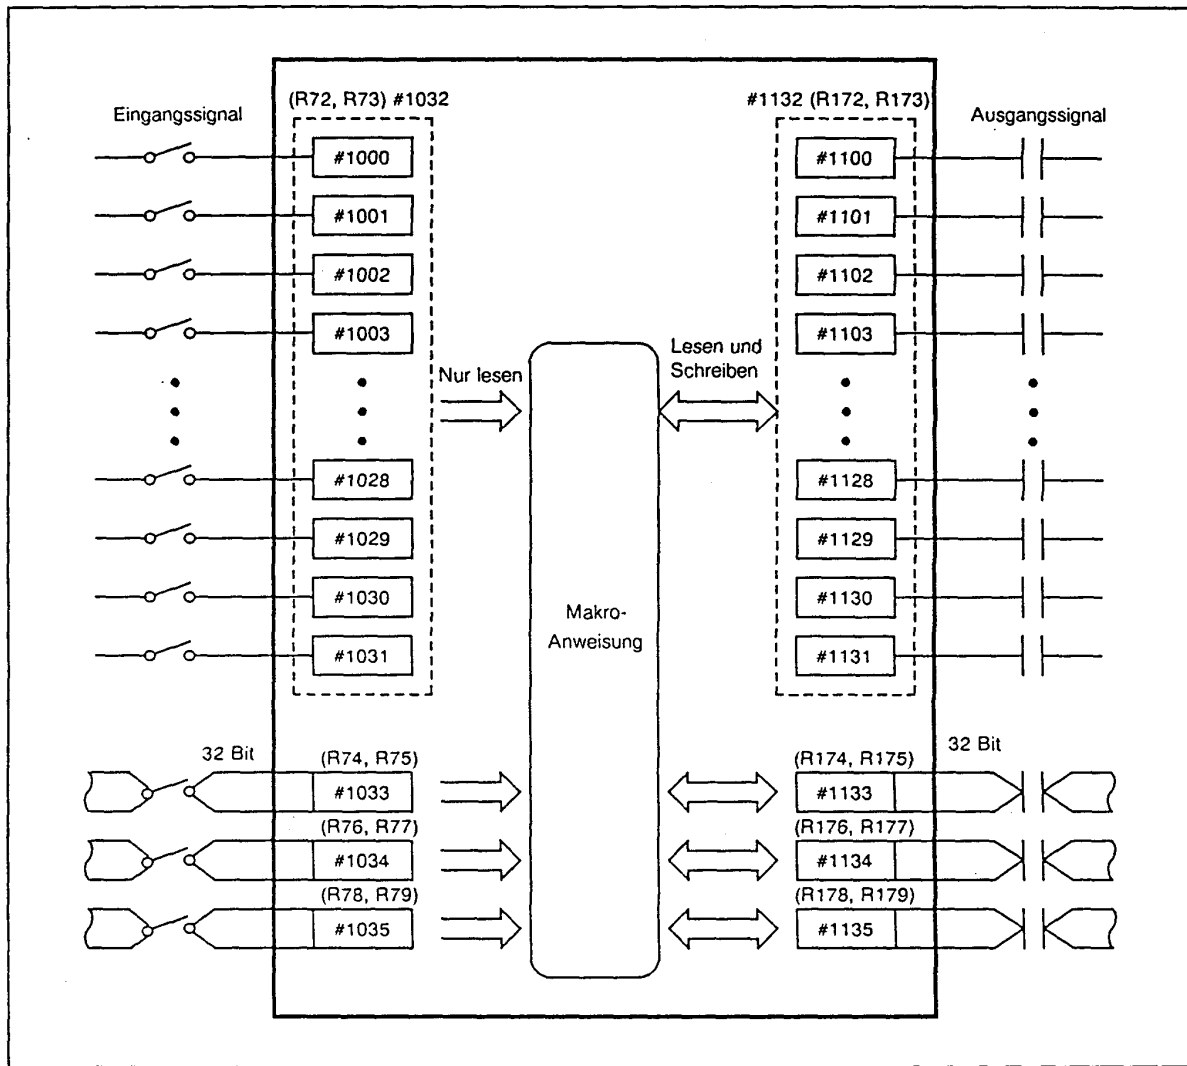 (R72, R73) #1032
#1132 (R172, R173)
Eingangssignal
Ausgangssignal
#1000
#1100
#1001
#1101
#1002
#1102
#1003
#1103
Nur lesen
Lesen und
Schreiben
#1028
#1128
#1029
#1129
#1030
#1130
Makro-
Anweisung
#1031
#1131
32 Bit
(R74, R75)
(R174, R175)
32 Bit
#1033
#1133
(R76, R77)
(R176, R177)
#1034
#1134
(R78, R79)
(R178, R179)
#1035
#1135